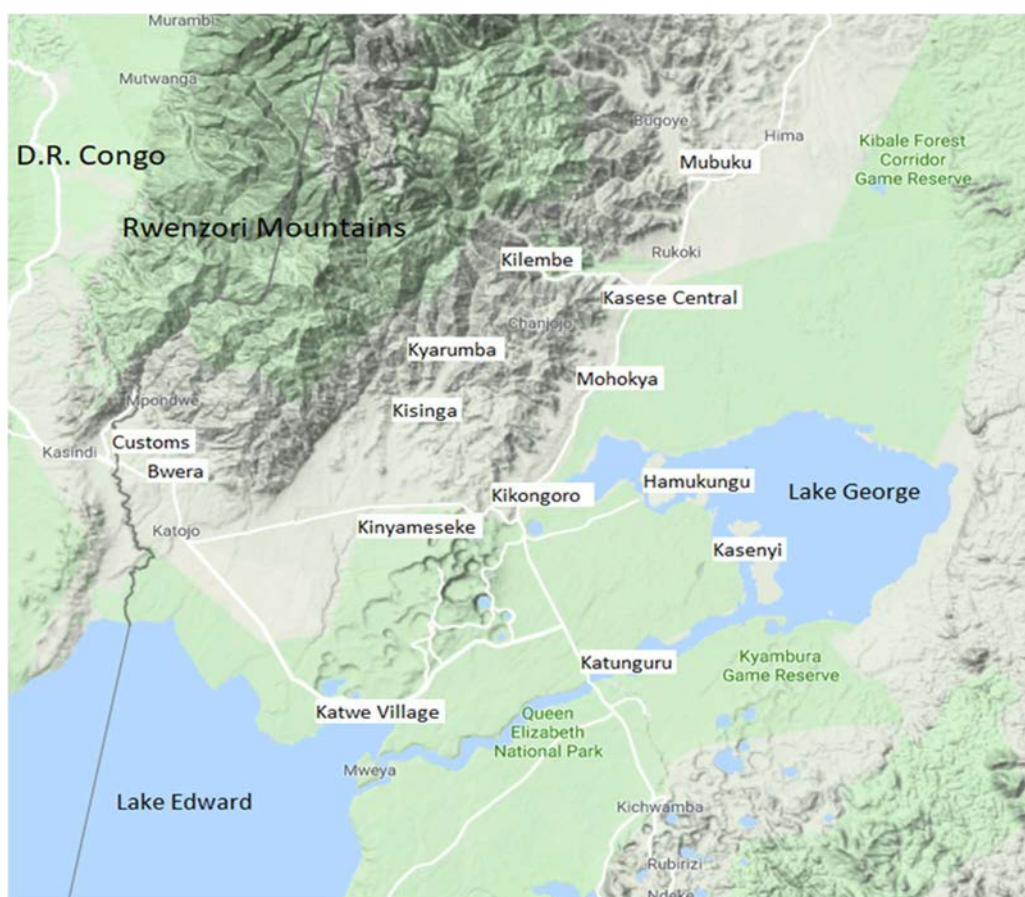 Murambi
Mutwanga
D.R. Congo
Bugoye
Hima
Kibale Forest
Corridor
Game Reserve
Mubuku
Rwenzori Mountains
Kilembe
Rukoki
Kasese Central
Chanjojo
Kyarumba
Mohokya
Mpondwe
Kisinga
Customs
Kasindi
Bwera
Hamukungu
Lake George
Kikongoro
Katojo
Kinyameseke
Kasenyi
Katunguru
Kyambura
Game Reserve
Katwe Village
Queen
Elizabeth
National Park
Mweya
Lake Edward
Kichwamba
Rubirizi
Ndeke